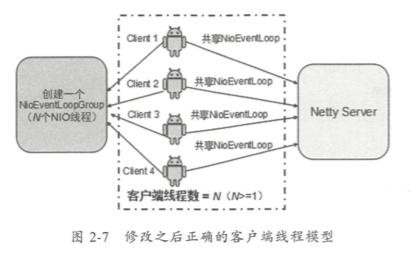 创建一个
NioEventLoopGroup
（N个NIO线程）
Client 1
共享NioEventLoop
Client 2
共享NioEventLoop
Client 3
共享NioEventLoop
Client 4
共享NioEventLoop
Netty Server
客户端线程数 = N（N>=1）
图 2-7 修改之后正确的客户端线程模型